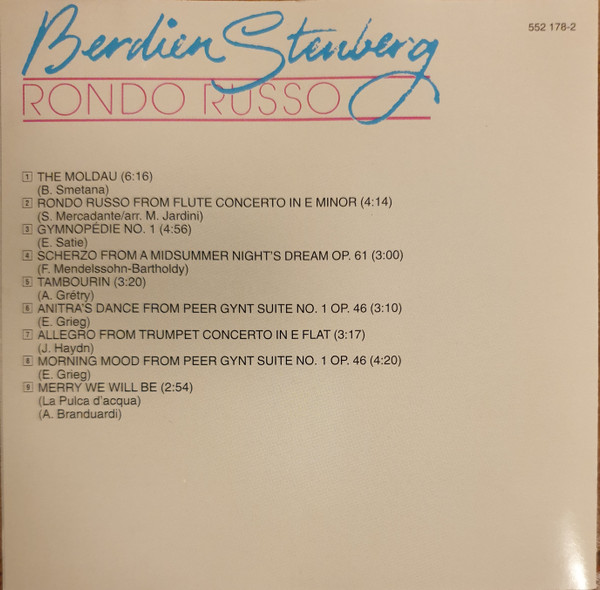 Berdien Stenberg
552 178-2
RONDO RUSSO
1 THE MOLDAU (6:16)
(B. Smetana)
2 RONDO RUSSO FROM FLUTE CONCERTO IN E MINOR (4:14)
(S. Mercadante/arr. M. Jardini)
3 GYMNOPÉDIE NO. 1 (4:56)
(E. Satie)
4 SCHERZO FROM A MIDSUMMER NIGHT'S DREAM OP. 61 (3:00)
(F. Mendelssohn-Bartholdy)
5 TAMBOURIN (3:20)
(A. Grétry)
6 ANITRA'S DANCE FROM PEER GYNT SUITE NO. 1 OP. 46 (3:10)
(E. Grieg)
7 ALLEGRO FROM TRUMPET CONCERTO IN E FLAT (3:17)
(J. Haydn)
8 MORNING MOOD FROM PEER GYNT SUITE NO. 1 OP. 46 (4:20)
(E. Grieg)
9 MERRY WE WILL BE (2:54)
(La Pulca d'acqua)
(A. Branduardi)